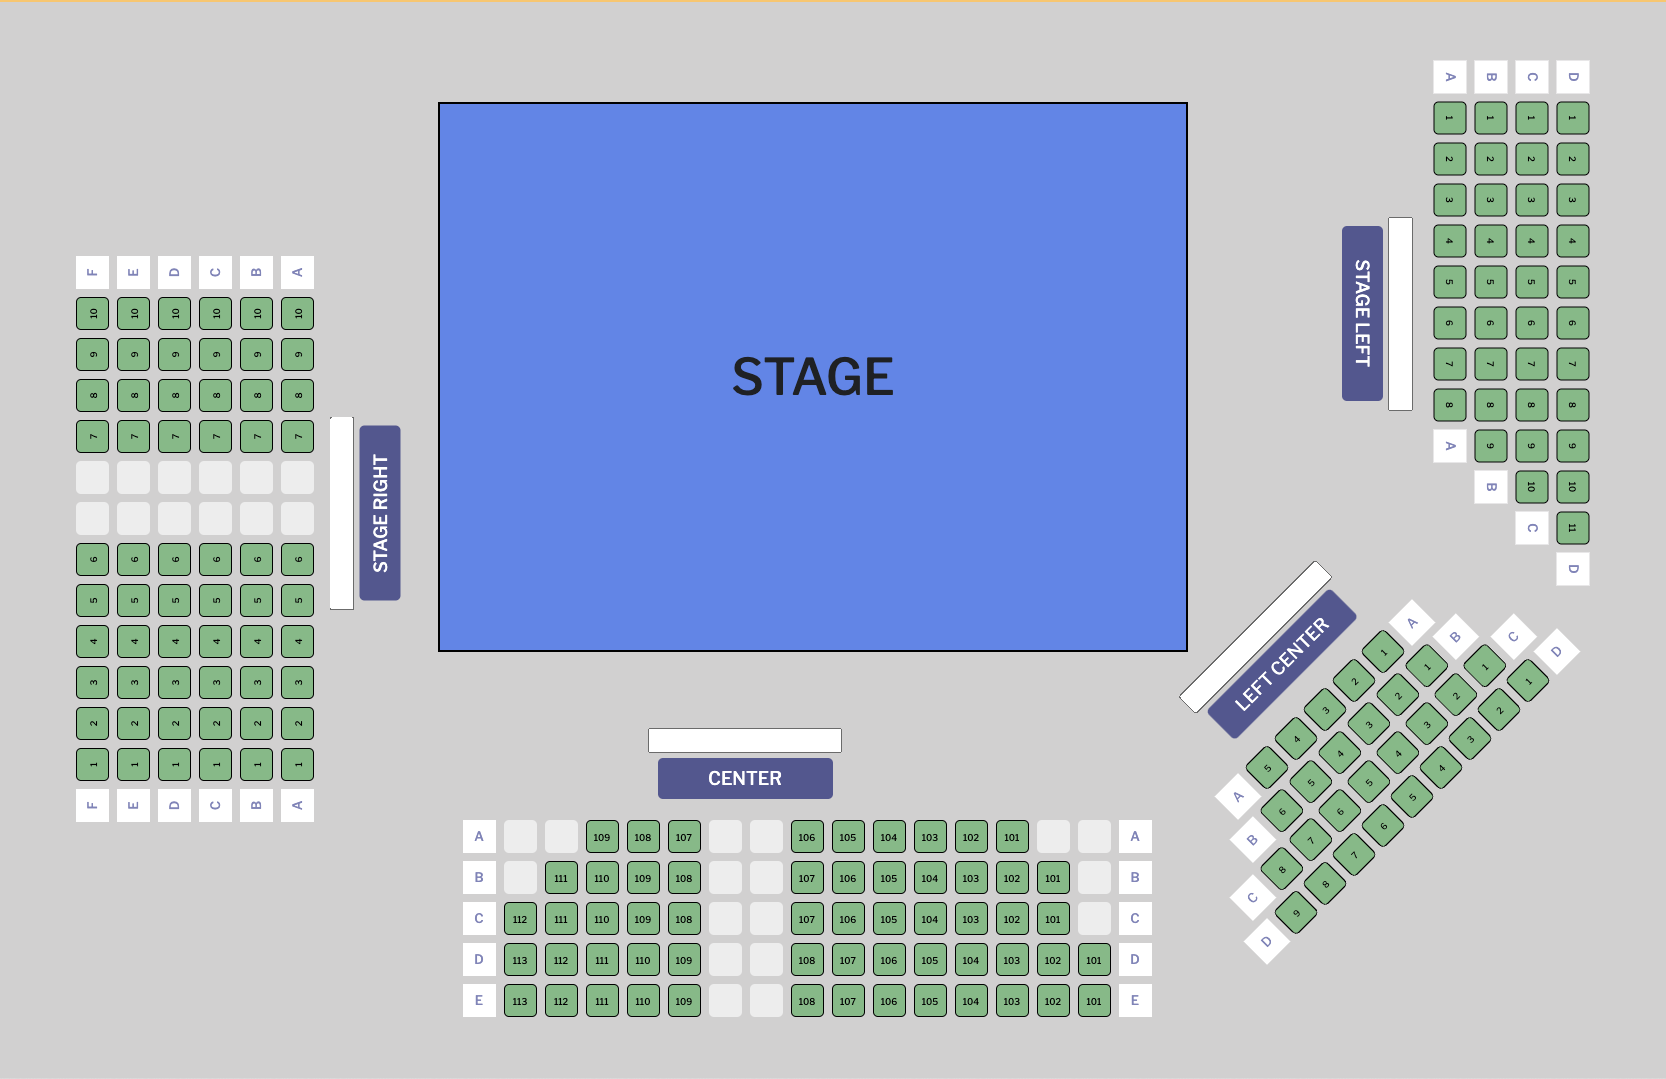 STAGE
STAGE RIGHT
F E D C B A
10 10 10 10 10 10
9 9 9 9 9 9
8 8 8 8 8 8
7 7 7 7 7 7
6 6 6 6 6 6
5 5 5 5 5 5
4 4 4 4 4 4
3 3 3 3 3 3
2 2 2 2 2 2
1 1 1 1 1 1
F E D C B A
STAGE LEFT
A B C D
1 1 1 1
2 2 2 2
3 3 3 3
4 4 4 4
5 5 5 5
6 6 6 6
7 7 7 7
8 8 8 8
A 9 9 9
B 10 10
C 11
D
LEFT CENTER
A 1 2 3 4 5 A
B 1 2 3 4 5 6 B
C 1 2 3 4 5 6 7 8 C
D 1 2 3 4 5 6 7 8 9 D
CENTER
A 109 108 107 106 105 104 103 102 101 A
B 111 110 109 108 107 106 105 104 103 102 101 B
C 112 111 110 109 108 107 106 105 104 103 102 101 C
D 113 112 111 110 109 108 107 106 105 104 103 102 101 D
E 113 112 111 110 109 108 107 106 105 104 103 102 101 E